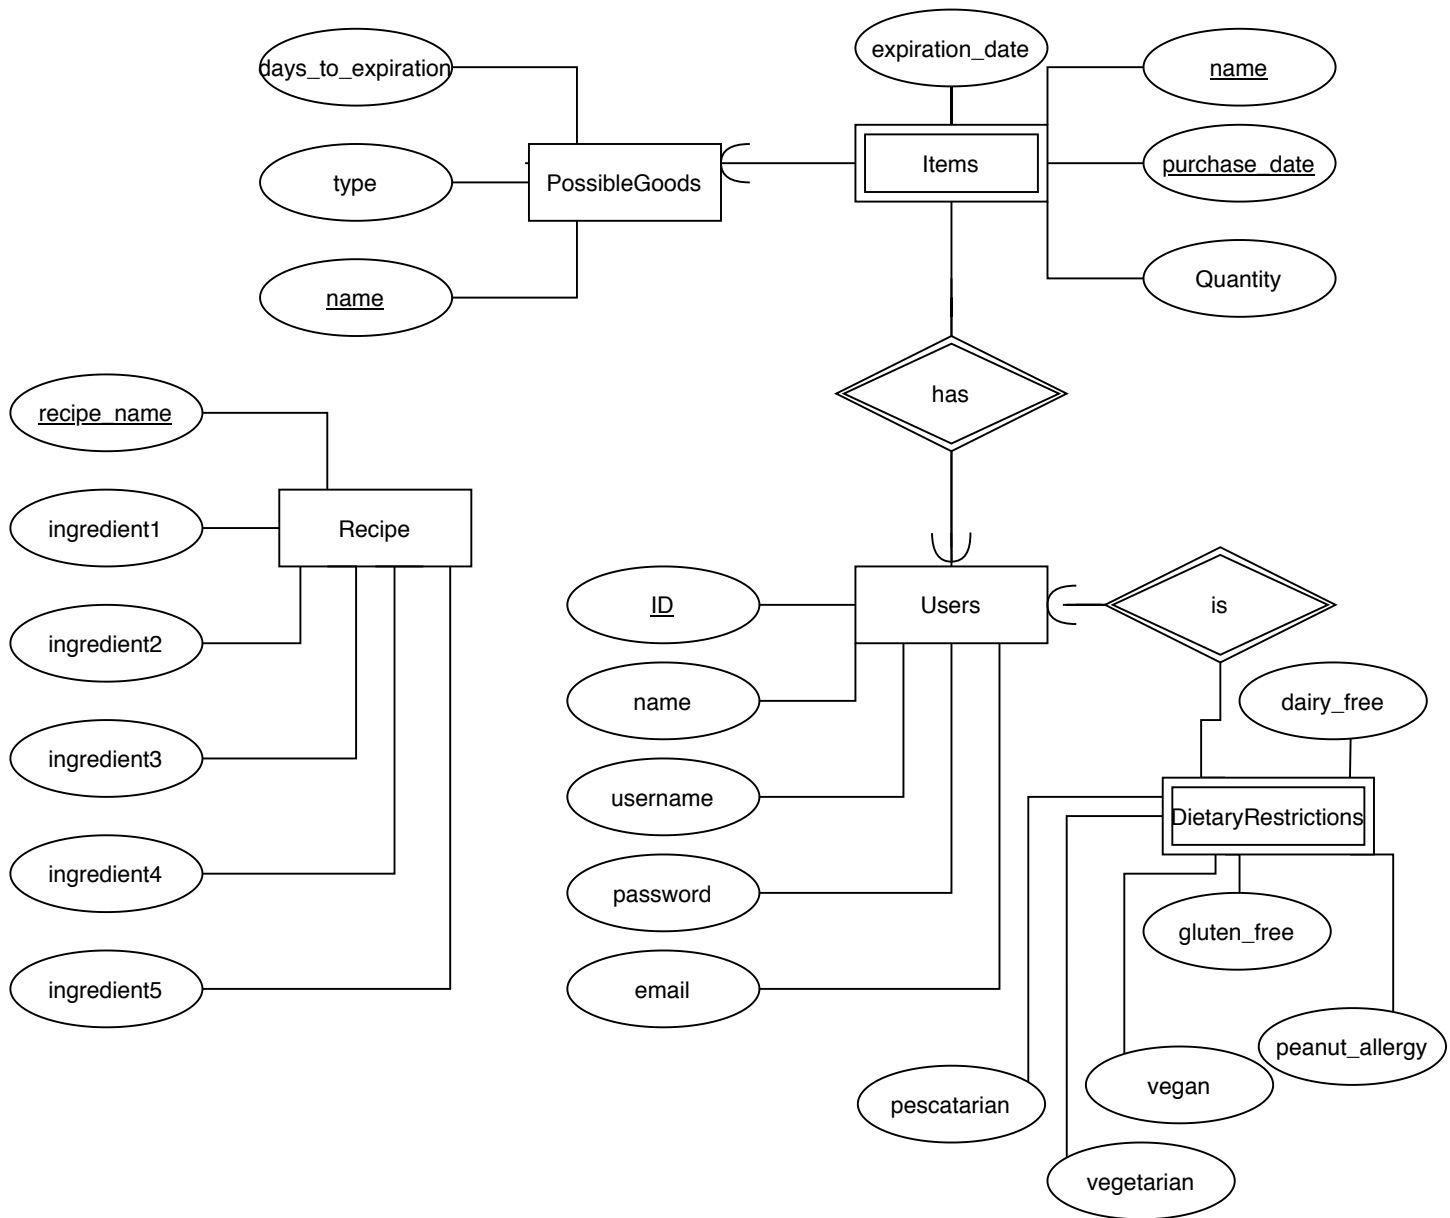 expiration_date
days_to_expiration
name
type
PossibleGoods
Items
purchase_date
name
Quantity
has
recipe_name
ingredient1
Recipe
ingredient2
ingredient3
ingredient4
ingredient5
ID
Users
is
name
dairy_free
username
DietaryRestrictions
password
gluten_free
email
peanut_allergy
vegan
pescatarian
vegetarian